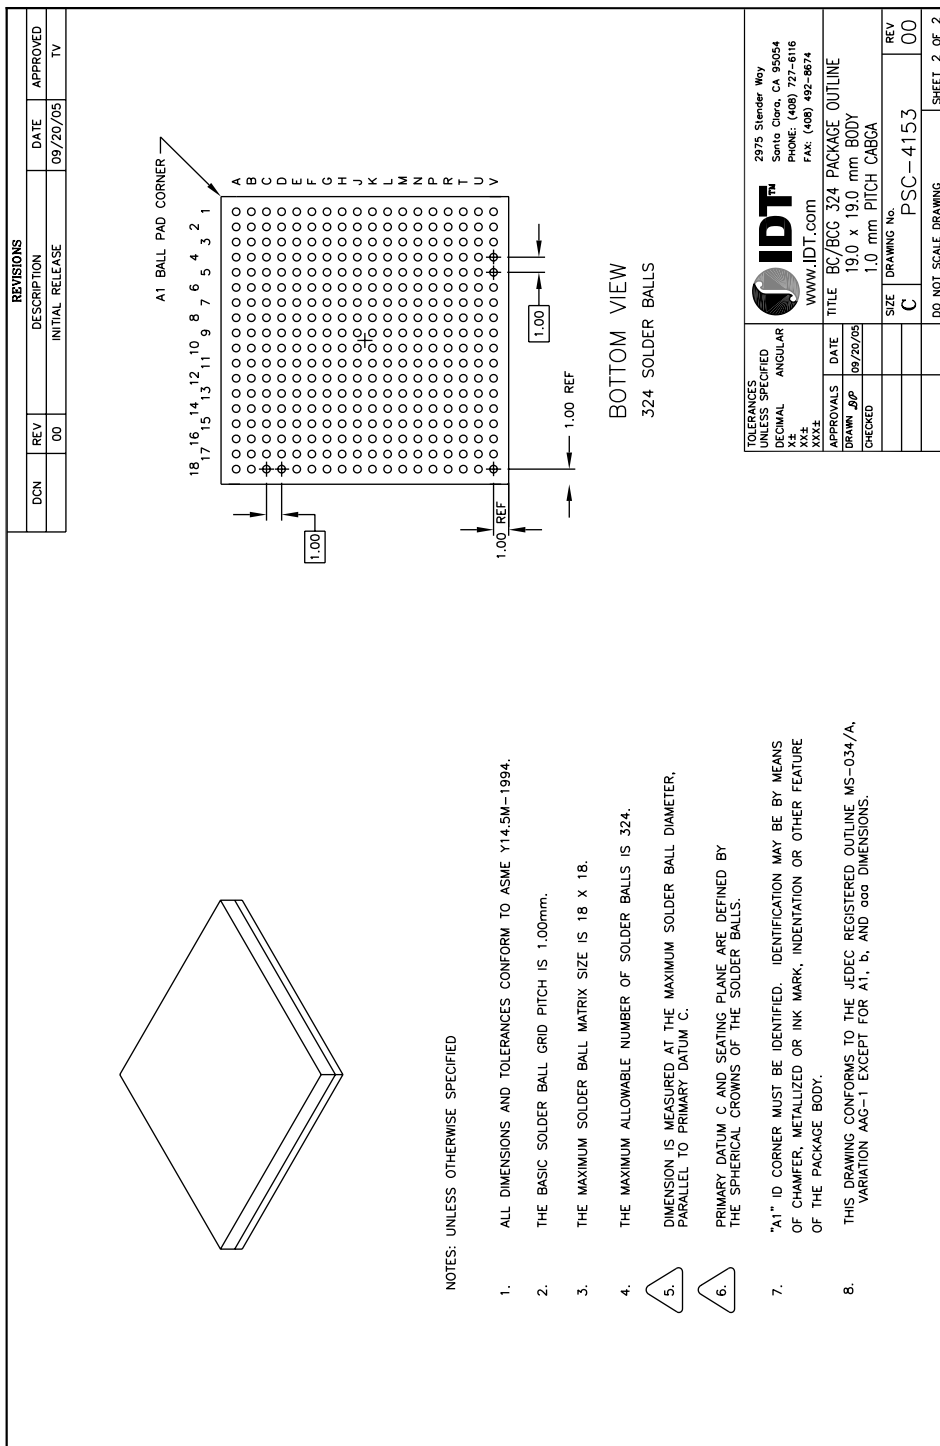 REVISIONS
DCN REV DESCRIPTION DATE APPROVED
00 INITIAL RELEASE 09/20/05 TV
A1 BALL PAD CORNER
18 17 16 15 14 13 12 11 10 9 8 7 6 5 4 3 2 1
A
B
C
D
E
F
G
H
J
K
L
M
N
P
R
T
U
V
1.00
1.00
1.00 REF
1.00 REF
BOTTOM VIEW
324 SOLDER BALLS
NOTES: UNLESS OTHERWISE SPECIFIED
1. ALL DIMENSIONS AND TOLERANCES CONFORM TO ASME Y14.5M-1994.
2. THE BASIC SOLDER BALL GRID PITCH IS 1.00mm.
3. THE MAXIMUM SOLDER BALL MATRIX SIZE IS 18 X 18.
4. THE MAXIMUM ALLOWABLE NUMBER OF SOLDER BALLS IS 324.
5. DIMENSION IS MEASURED AT THE MAXIMUM SOLDER BALL DIAMETER,
PARALLEL TO PRIMARY DATUM C.
6. PRIMARY DATUM C AND SEATING PLANE ARE DEFINED BY
THE SPHERICAL CROWNS OF THE SOLDER BALLS.
7. "A1" ID CORNER MUST BE IDENTIFIED. IDENTIFICATION MAY BE BY MEANS
OF CHAMFER, METALLIZED OR INK MARK, INDENTATION OR OTHER FEATURE
OF THE PACKAGE BODY.
8. THIS DRAWING CONFORMS TO THE JEDEC REGISTERED OUTLINE MS-034/A,
VARIATION AAG-1 EXCEPT FOR A1, b, AND aaa DIMENSIONS.
TOLERANCES
UNLESS SPECIFIED
DECIMAL ANGULAR
X±
XX±
XXX±
APPROVALS DATE
DRAWN 09/20/05
CHECKED
IDT™
www.IDT.com
2975 Stender Way
Santa Clara, CA 95054
PHONE: (408) 727-6116
FAX: (408) 492-8674
TITLE BC/BCG 324 PACKAGE OUTLINE
19.0 x 19.0 mm BODY
1.0 mm PITCH CABGA
SIZE DRAWING No. REV
C PSC-4153 00
DO NOT SCALE DRAWING SHEET 2 OF 2